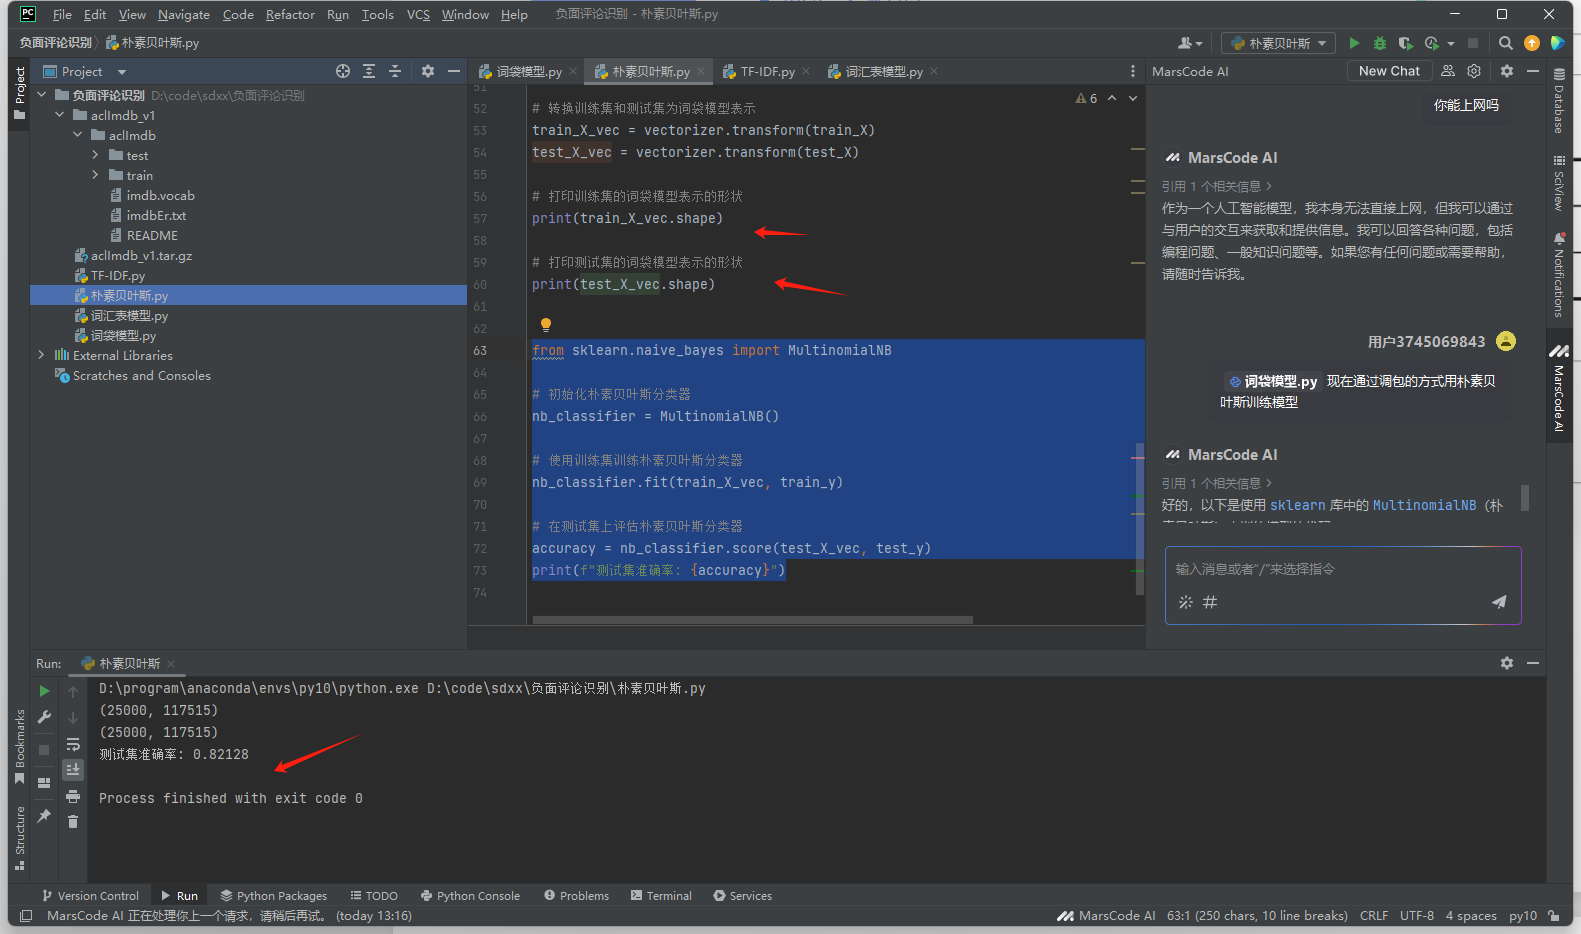 PC File Edit View Navigate Code Refactor Run Tools VCS Window Help 负面评论识别 - 朴素贝叶斯.py
负面评论识别 朴素贝叶斯.py
朴素贝叶斯
Project
Project
负面评论识别 D:\code\sdxx\负面评论识别
aclImdb_v1
aclImdb
test
train
imdb.vocab
imdbEr.txt
README
aclImdb_v1.tar.gz
TF-IDF.py
朴素贝叶斯.py
词汇表模型.py
词袋模型.py
External Libraries
Scratches and Consoles
词袋模型.py
朴素贝叶斯.py
TF-IDF.py
词汇表模型.py
6
51
52 # 转换训练集和测试集为词袋模型表示
53 train_X_vec = vectorizer.transform(train_X)
54 test_X_vec = vectorizer.transform(test_X)
55
56 # 打印训练集的词袋模型表示的形状
57 print(train_X_vec.shape)
58
59 # 打印测试集的词袋模型表示的形状
60 print(test_X_vec.shape)
61
62
63 from sklearn.naive_bayes import MultinomialNB
64
65 # 初始化朴素贝叶斯分类器
66 nb_classifier = MultinomialNB()
67
68 # 使用训练集训练朴素贝叶斯分类器
69 nb_classifier.fit(train_X_vec, train_y)
70
71 # 在测试集上评估朴素贝叶斯分类器
72 accuracy = nb_classifier.score(test_X_vec, test_y)
73 print(f"测试集准确率: {accuracy}")
74
MarsCode AI New Chat
你能上网吗
MarsCode AI
引用 1 个相关信息
作为一个人工智能模型，我本身无法直接上网，但我可以通过
与用户的交互来获取和提供信息。我可以回答各种问题，包括
编程问题、一般知识问题等。如果您有任何问题或需要帮助，
请随时告诉我。
用户3745069843
词袋模型.py 现在通过调包的方式用朴素贝
叶斯训练模型
MarsCode AI
引用 1 个相关信息
好的，以下是使用 sklearn 库中的 MultinomialNB（朴
输入消息或者“/”来选择指令
Database
SciView
Notifications
MarsCode AI
Run: 朴素贝叶斯
D:\program\anaconda\envs\py10\python.exe D:\code\sdxx\负面评论识别\朴素贝叶斯.py
(25000, 117515)
(25000, 117515)
测试集准确率: 0.82128
Process finished with exit code 0
Bookmarks
Structure
Version Control Run Python Packages TODO Python Console Problems Terminal Services
MarsCode AI 正在处理你上一个请求，请稍后再试。 (today 13:16)
MarsCode AI 63:1 (250 chars, 10 line breaks) CRLF UTF-8 4 spaces py10